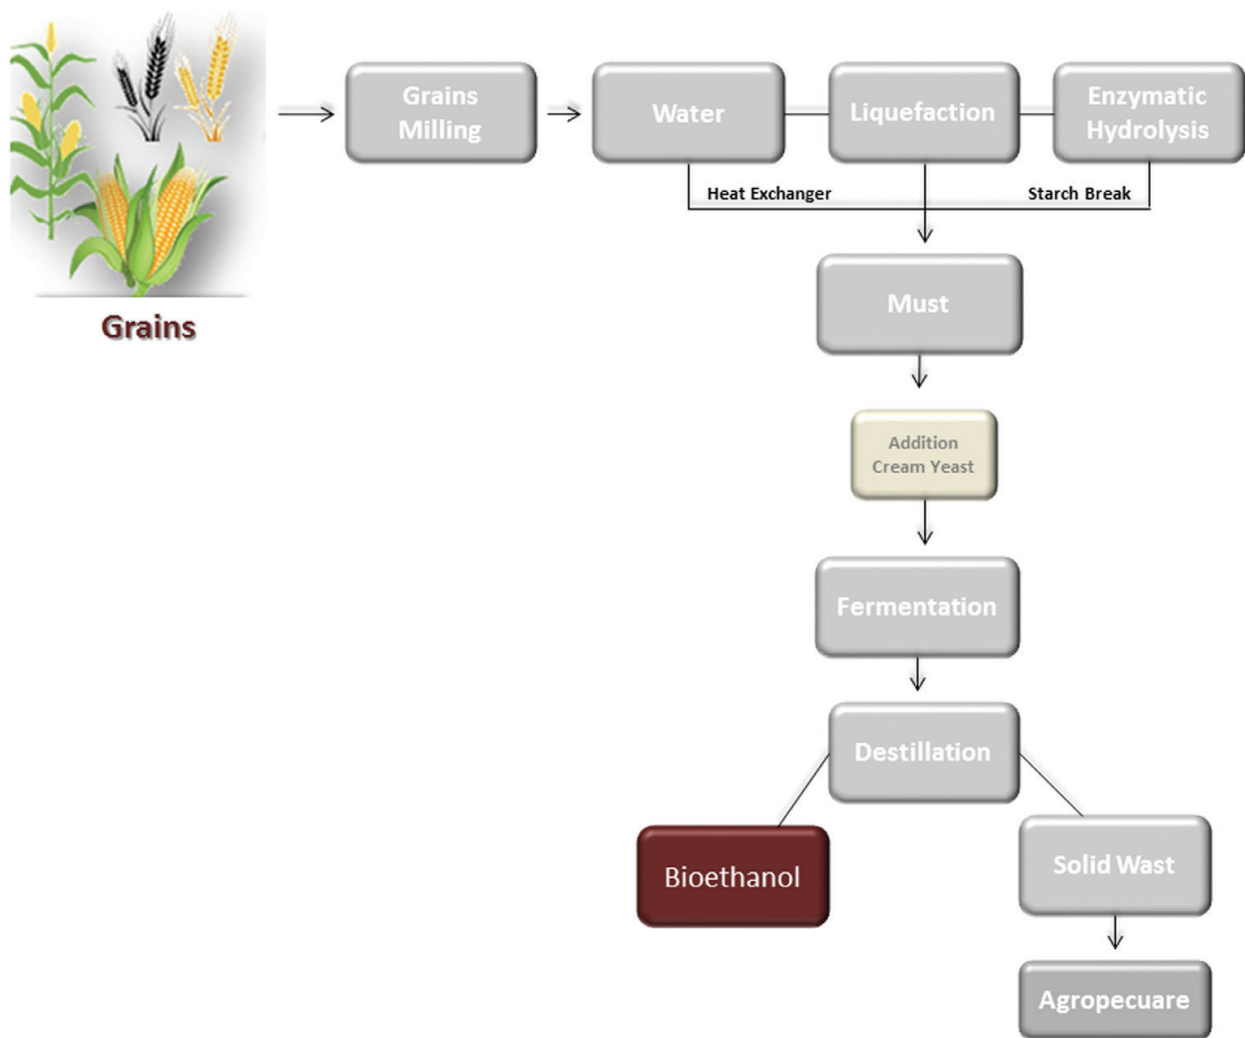 Grains
Milling
Water
Liquefaction
Enzymatic
Hydrolysis
Heat Exchanger
Starch Break
Grains
Must
Addition
Cream Yeast
Fermentation
Destillation
Bioethanol
Solid Wast
Agropecuare